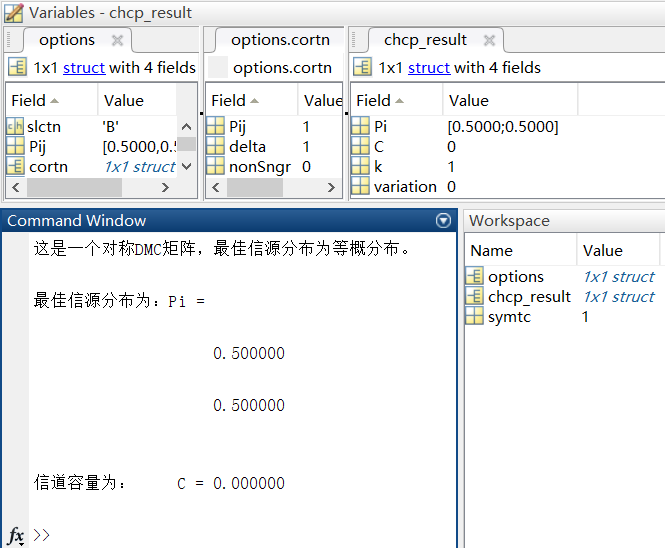 Variables - chcp_result
options
1x1 struct with 4 fields
Field Value
slctn 'B'
Pij [0.5000,0.5
cortn 1x1 struct
options.cortn
options.cortn
Field Value
Pij 1
delta 1
nonSngr 0
chcp_result
1x1 struct with 4 fields
Field Value
Pi [0.5000;0.5000]
C 0
k 1
variation 0
Command Window
这是一个对称DMC矩阵，最佳信源分布为等概分布。
最佳信源分布为：Pi =
0.500000
0.500000
信道容量为： C = 0.000000
fx >>
Workspace
Name Value
options 1x1 struct
chcp_result 1x1 struct
symtc 1